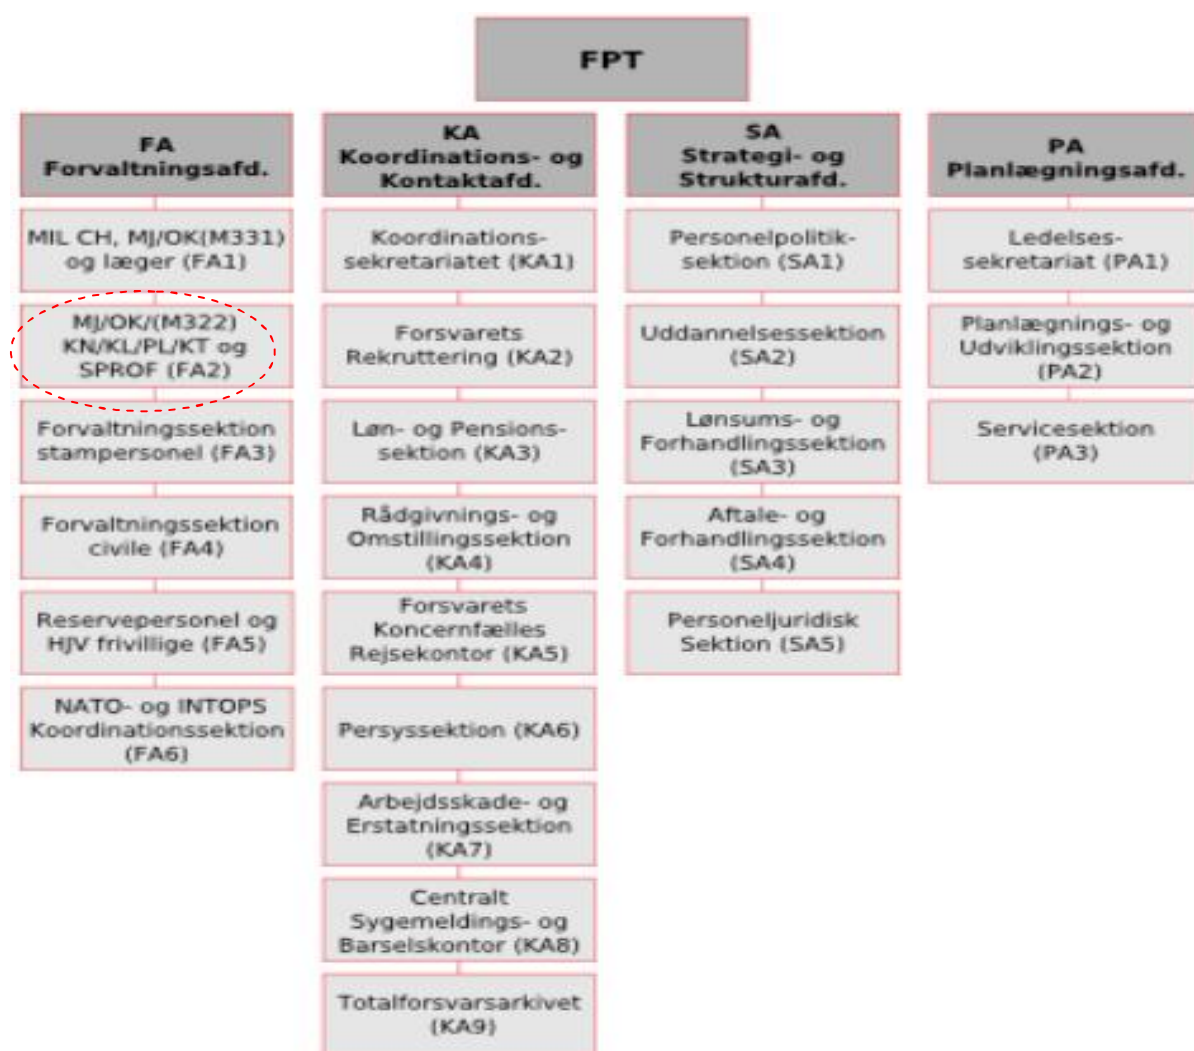 FPT
FA
Forvaltningsafd.
MIL CH, MJ/OK(M331)
og læger (FA1)
MJ/OK/(M322)
KN/KL/PL/KT og
SPROF (FA2)
Forvaltningssektion
stampersonel (FA3)
Forvaltningssektion
civile (FA4)
Reservepersonel og
HJV frivillige (FA5)
NATO- og INTOPS
Koordinationssektion
(FA6)
KA
Koordinations- og
Kontaktafd.
Koordinations-
sekretariatet (KA1)
Forsvarets
Rekruttering (KA2)
Løn- og Pensions-
sektion (KA3)
Rådgivnings- og
Omstillingssektion
(KA4)
Forsvarets
Koncernfælles
Rejsekontor (KA5)
Persyssektion (KA6)
Arbejdsskade- og
Erstatningssektion
(KA7)
Centralt
Sygemeldings- og
Barselskontor (KA8)
Totalforsvarsarkivet
(KA9)
SA
Strategi- og
Strukturafd.
Personelpolitik-
sektion (SA1)
Uddannelsessektion
(SA2)
Lønsums- og
Forhandlingssektion
(SA3)
Aftale- og
Forhandlingssektion
(SA4)
Personeljuridisk
Sektion (SA5)
PA
Planlægningsafd.
Ledelses-
sekretariat (PA1)
Planlægnings- og
Udviklingssektion
(PA2)
Servicesektion
(PA3)